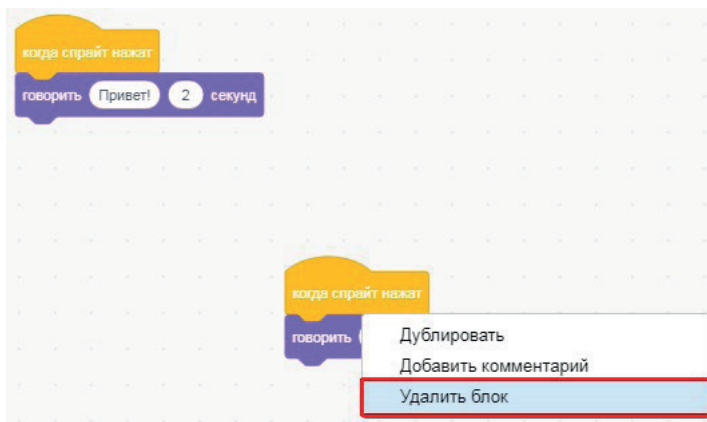 когда спрайт нажат
говорить Привет! 2 секунд
когда спрайт нажат
говорить
Дублировать
Добавить комментарий
Удалить блок